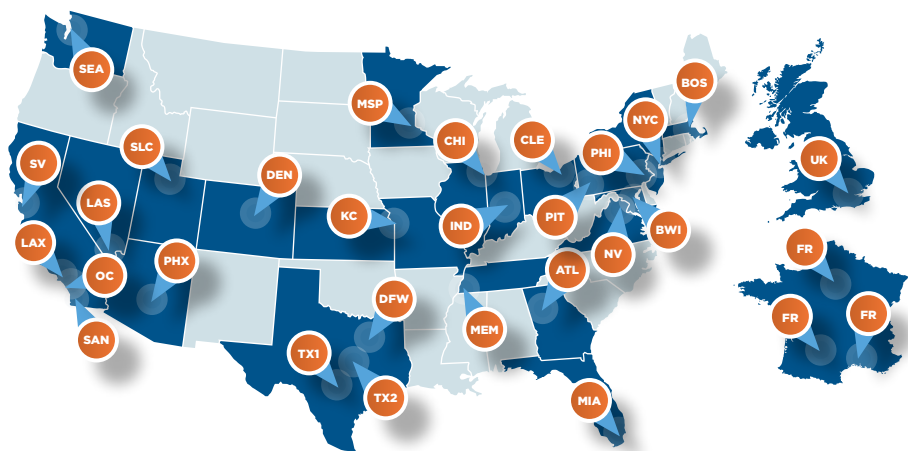 SEA
BOS
MSP
NYC
SLC
CHI
CLE
PHI
SV
DEN
UK
LAS
KC
IND
PIT
BWI
LAX
OC
PHX
NV
FR
ATL
DFW
FR
FR
SAN
MEM
TX1
TX2
MIA